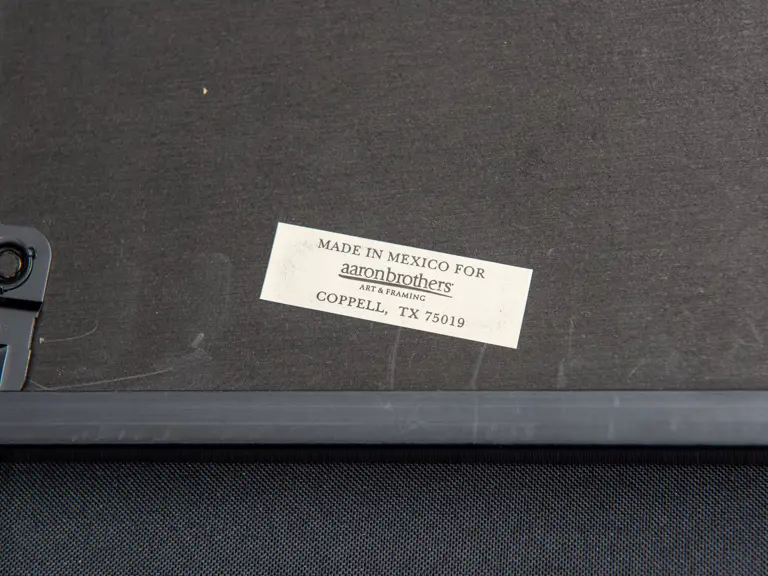 MADE IN MEXICO FOR
aaronbrothers
ART & FRAMING
COPPELL, TX 75019